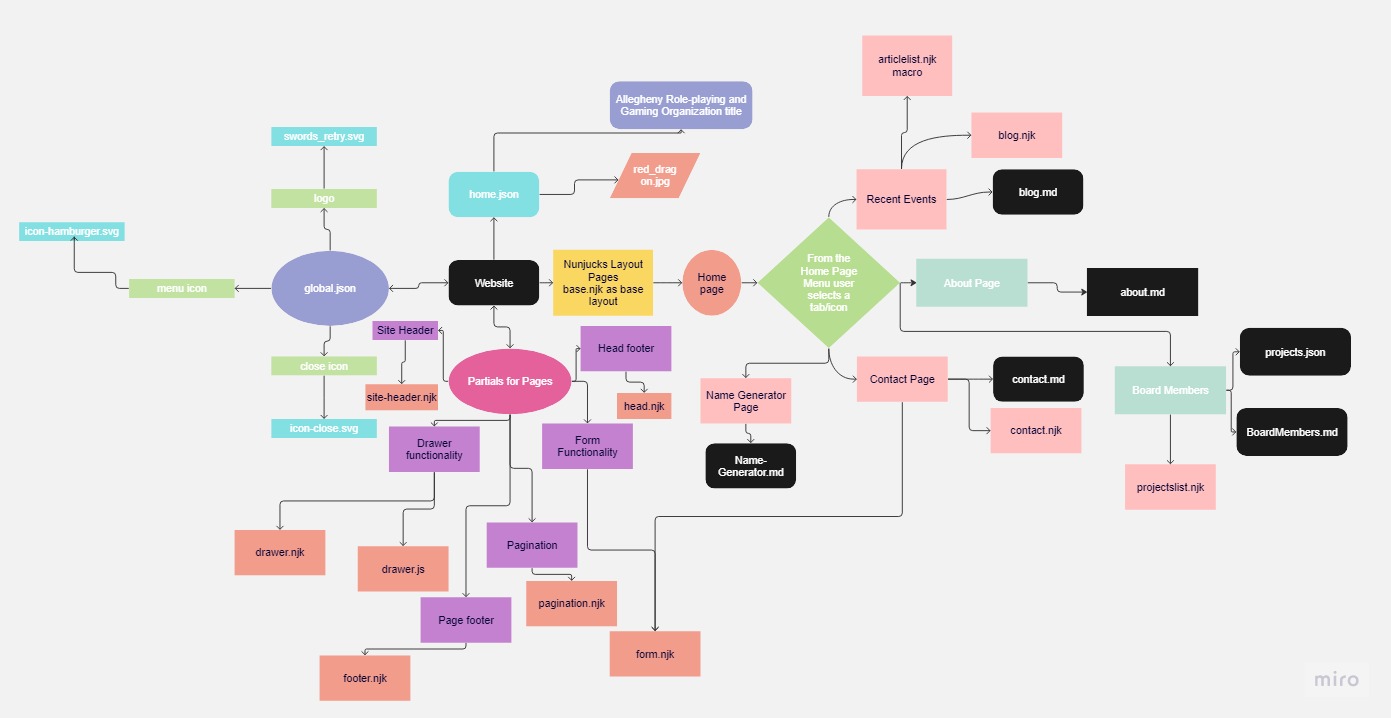 articlelist.njk
macro
Allegheny Role-playing and
Gaming Organization title
swords_retry.svg
blog.njk
red_drag
on.jpg
home.json
logo
Recent Events
blog.md
icon-hamburger.svg
menu icon
global.json
Website
Nunjucks Layout
Pages
base.njk as base
layout
Home
page
From the
Home Page
Menu user
selects a
tab/icon
About Page
about.md
Site Header
Head footer
projects.json
close icon
Partials for Pages
Contact Page
contact.md
Board Members
site-header.njk
head.njk
Name Generator
Page
icon-close.svg
contact.njk
BoardMembers.md
Drawer
functionality
Form
Functionality
Name-
Generator.md
projectslist.njk
drawer.njk
drawer.js
Pagination
pagination.njk
Page footer
form.njk
footer.njk
miro